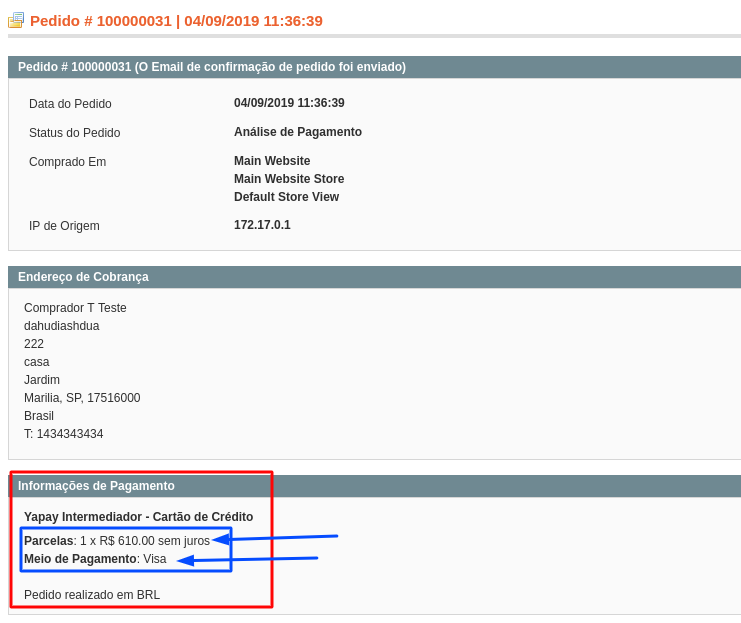 Pedido # 100000031 | 04/09/2019 11:36:39
Pedido # 100000031 (O Email de confirmação de pedido foi enviado)
Data do Pedido 04/09/2019 11:36:39
Status do Pedido Análise de Pagamento
Comprado Em Main Website
Main Website Store
Default Store View
IP de Origem 172.17.0.1
Endereço de Cobrança
Comprador T Teste
dahudiashdua
222
casa
Jardim
Marilia, SP, 17516000
Brasil
T: 1434343434
Informações de Pagamento
Yapay Intermediador - Cartão de Crédito
Parcelas: 1 x R$ 610.00 sem juros
Meio de Pagamento: Visa
Pedido realizado em BRL